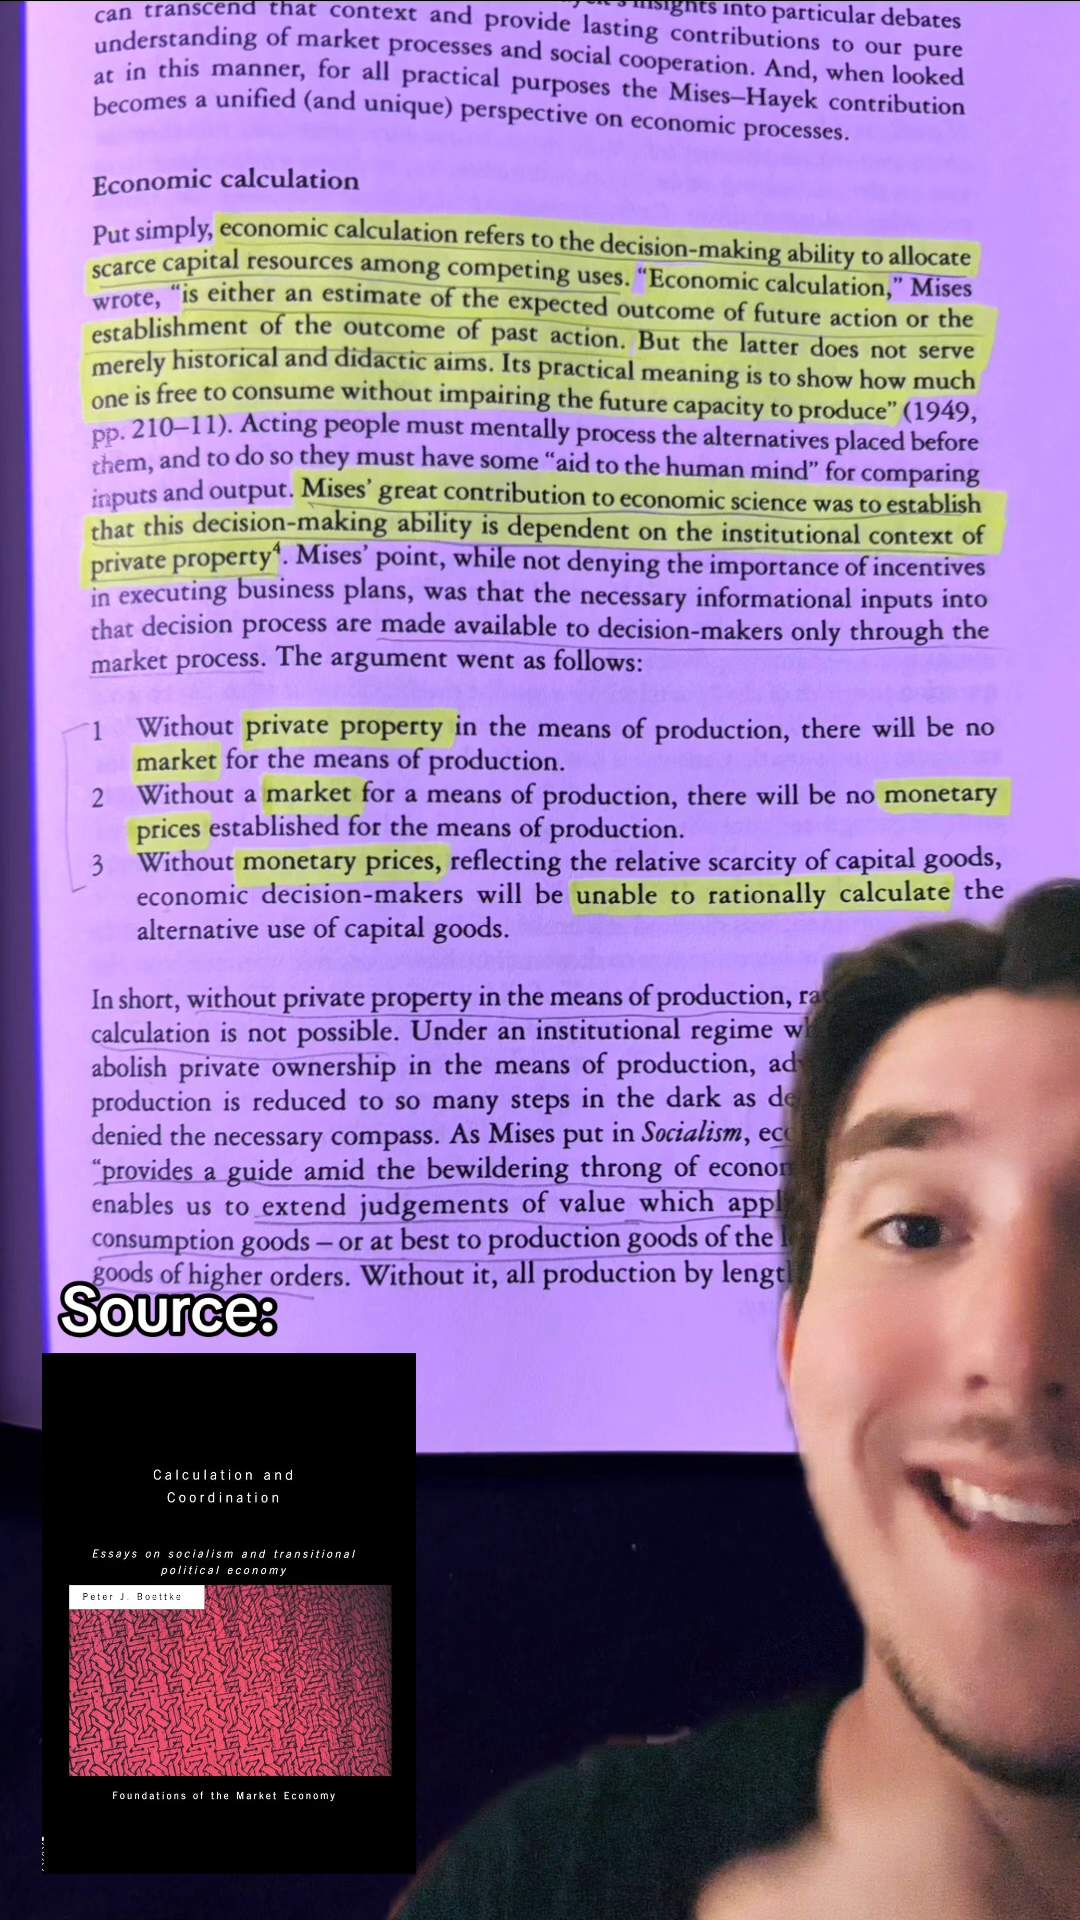 can transcend that context and provide lasting contributions to our pure
insights into particular debates
understanding of market processes and social cooperation. And, when looked
at in this manner, for all practical purposes the Mises–Hayek contribution
becomes a unified (and unique) perspective on economic processes.
Economic calculation
Put simply, economic calculation refers to the decision-making ability to allocate
scarce capital resources among competing uses. “Economic calculation,” Mises
wrote, “is either an estimate of the expected outcome of future action or the
establishment of the outcome of past action. But the latter does not serve
merely historical and didactic aims. Its practical meaning is to show how much
one is free to consume without impairing the future capacity to produce” (1949,
pp. 210–11). Acting people must mentally process the alternatives placed before
them, and to do so they must have some “aid to the human mind” for comparing
inputs and output. Mises’ great contribution to economic science was to establish
that this decision-making ability is dependent on the institutional context of
private property⁴. Mises’ point, while not denying the importance of incentives
in executing business plans, was that the necessary informational inputs into
that decision process are made available to decision-makers only through the
market process. The argument went as follows:
1 Without private property in the means of production, there will be no
market for the means of production.
2 Without a market for a means of production, there will be no monetary
prices established for the means of production.
3 Without monetary prices, reflecting the relative scarcity of capital goods,
economic decision-makers will be unable to rationally calculate the
alternative use of capital goods.
In short, without private property in the means of production,
calculation is not possible. Under an institutional regime
abolish private ownership in the means of production,
production is reduced to so many steps in the dark as
denied the necessary compass. As Mises put in Socialism,
“provides a guide amid the bewildering throng of
enables us to extend judgements of value which
consumption goods – or at best to production goods of the
goods of higher orders. Without it, all production by
Source:
Calculation and
Coordination
Essays on socialism and transitional
political economy
Peter J. Boettke
Foundations of the Market Economy